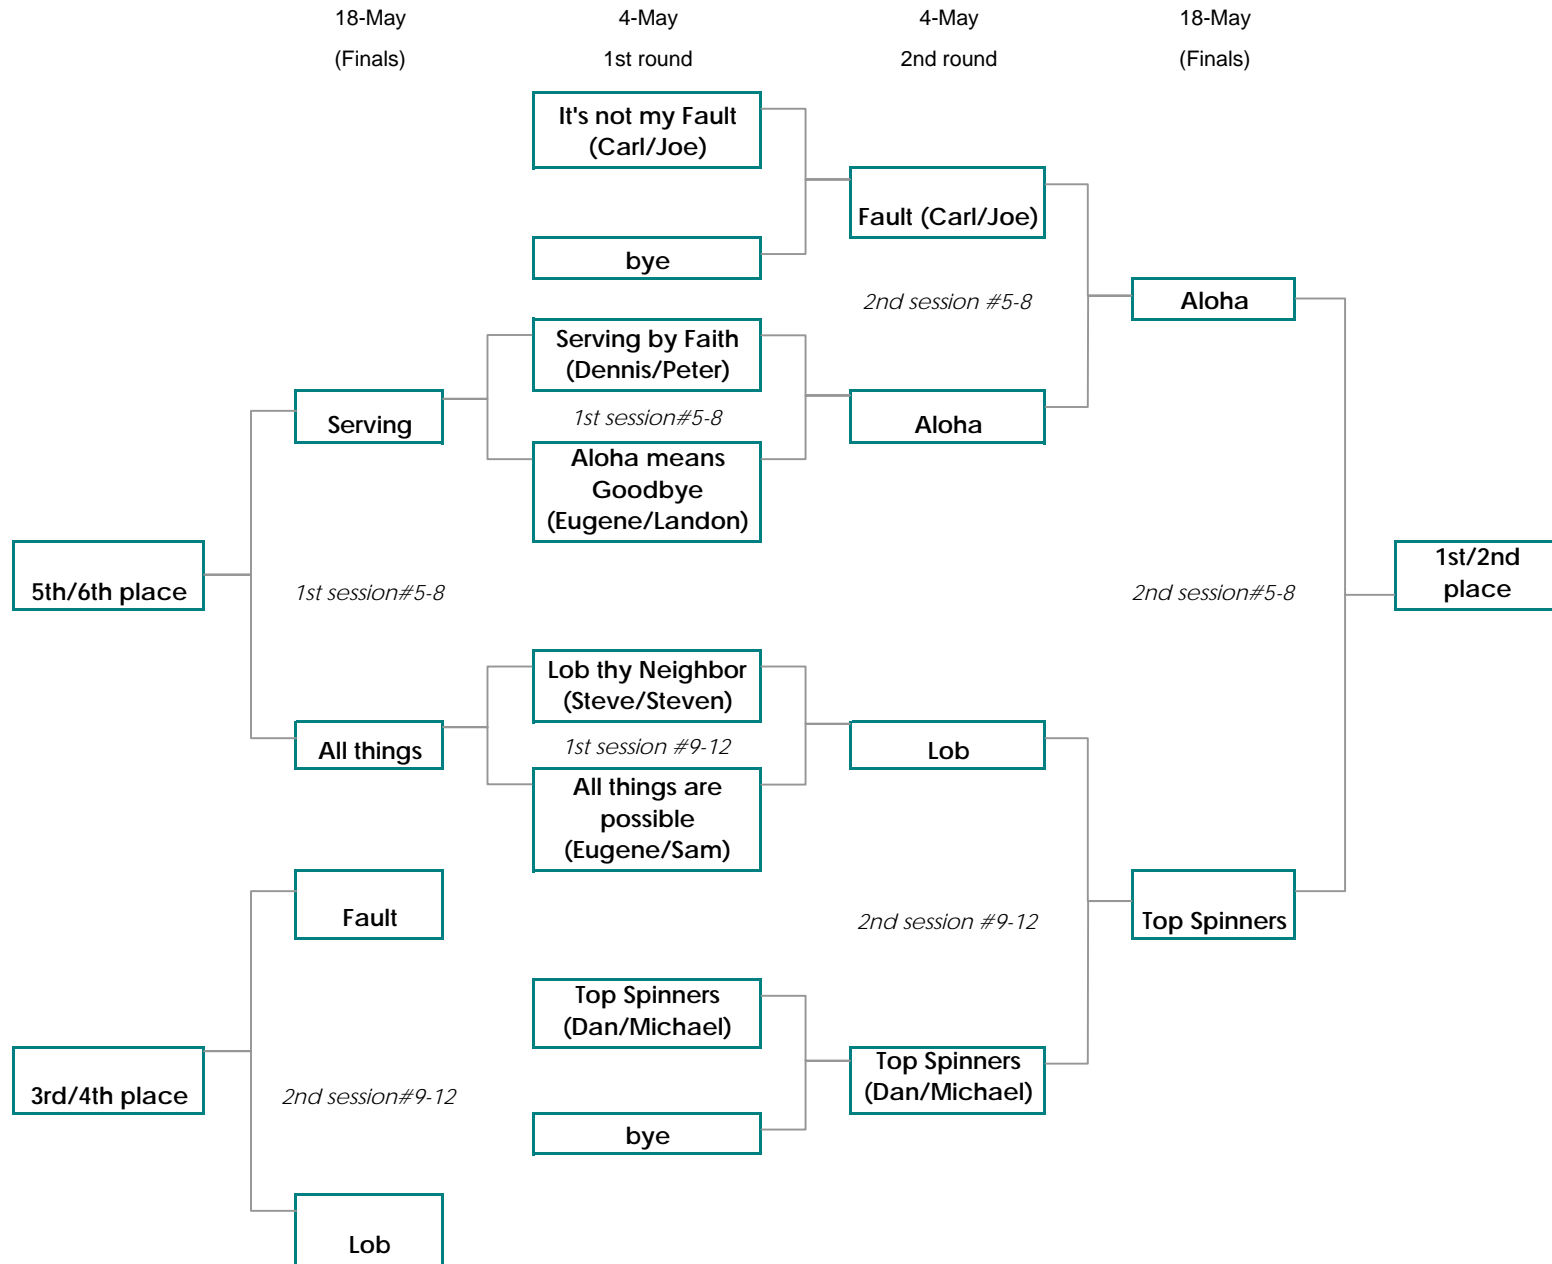 18-May
4-May
4-May
18-May
(Finals)
1st round
2nd round
(Finals)
It's not my Fault
(Carl/Joe)
Fault (Carl/Joe)
bye
2nd session #5-8
Aloha
Serving by Faith
(Dennis/Peter)
Serving
1st session#5-8
Aloha
Aloha means
Goodbye
(Eugene/Landon)
5th/6th place
1st session#5-8
2nd session#5-8
1st/2nd
place
Lob thy Neighbor
(Steve/Steven)
All things
1st session #9-12
Lob
All things are
possible
(Eugene/Sam)
Fault
2nd session #9-12
Top Spinners
Top Spinners
(Dan/Michael)
3rd/4th place
2nd session#9-12
Top Spinners
(Dan/Michael)
bye
Lob